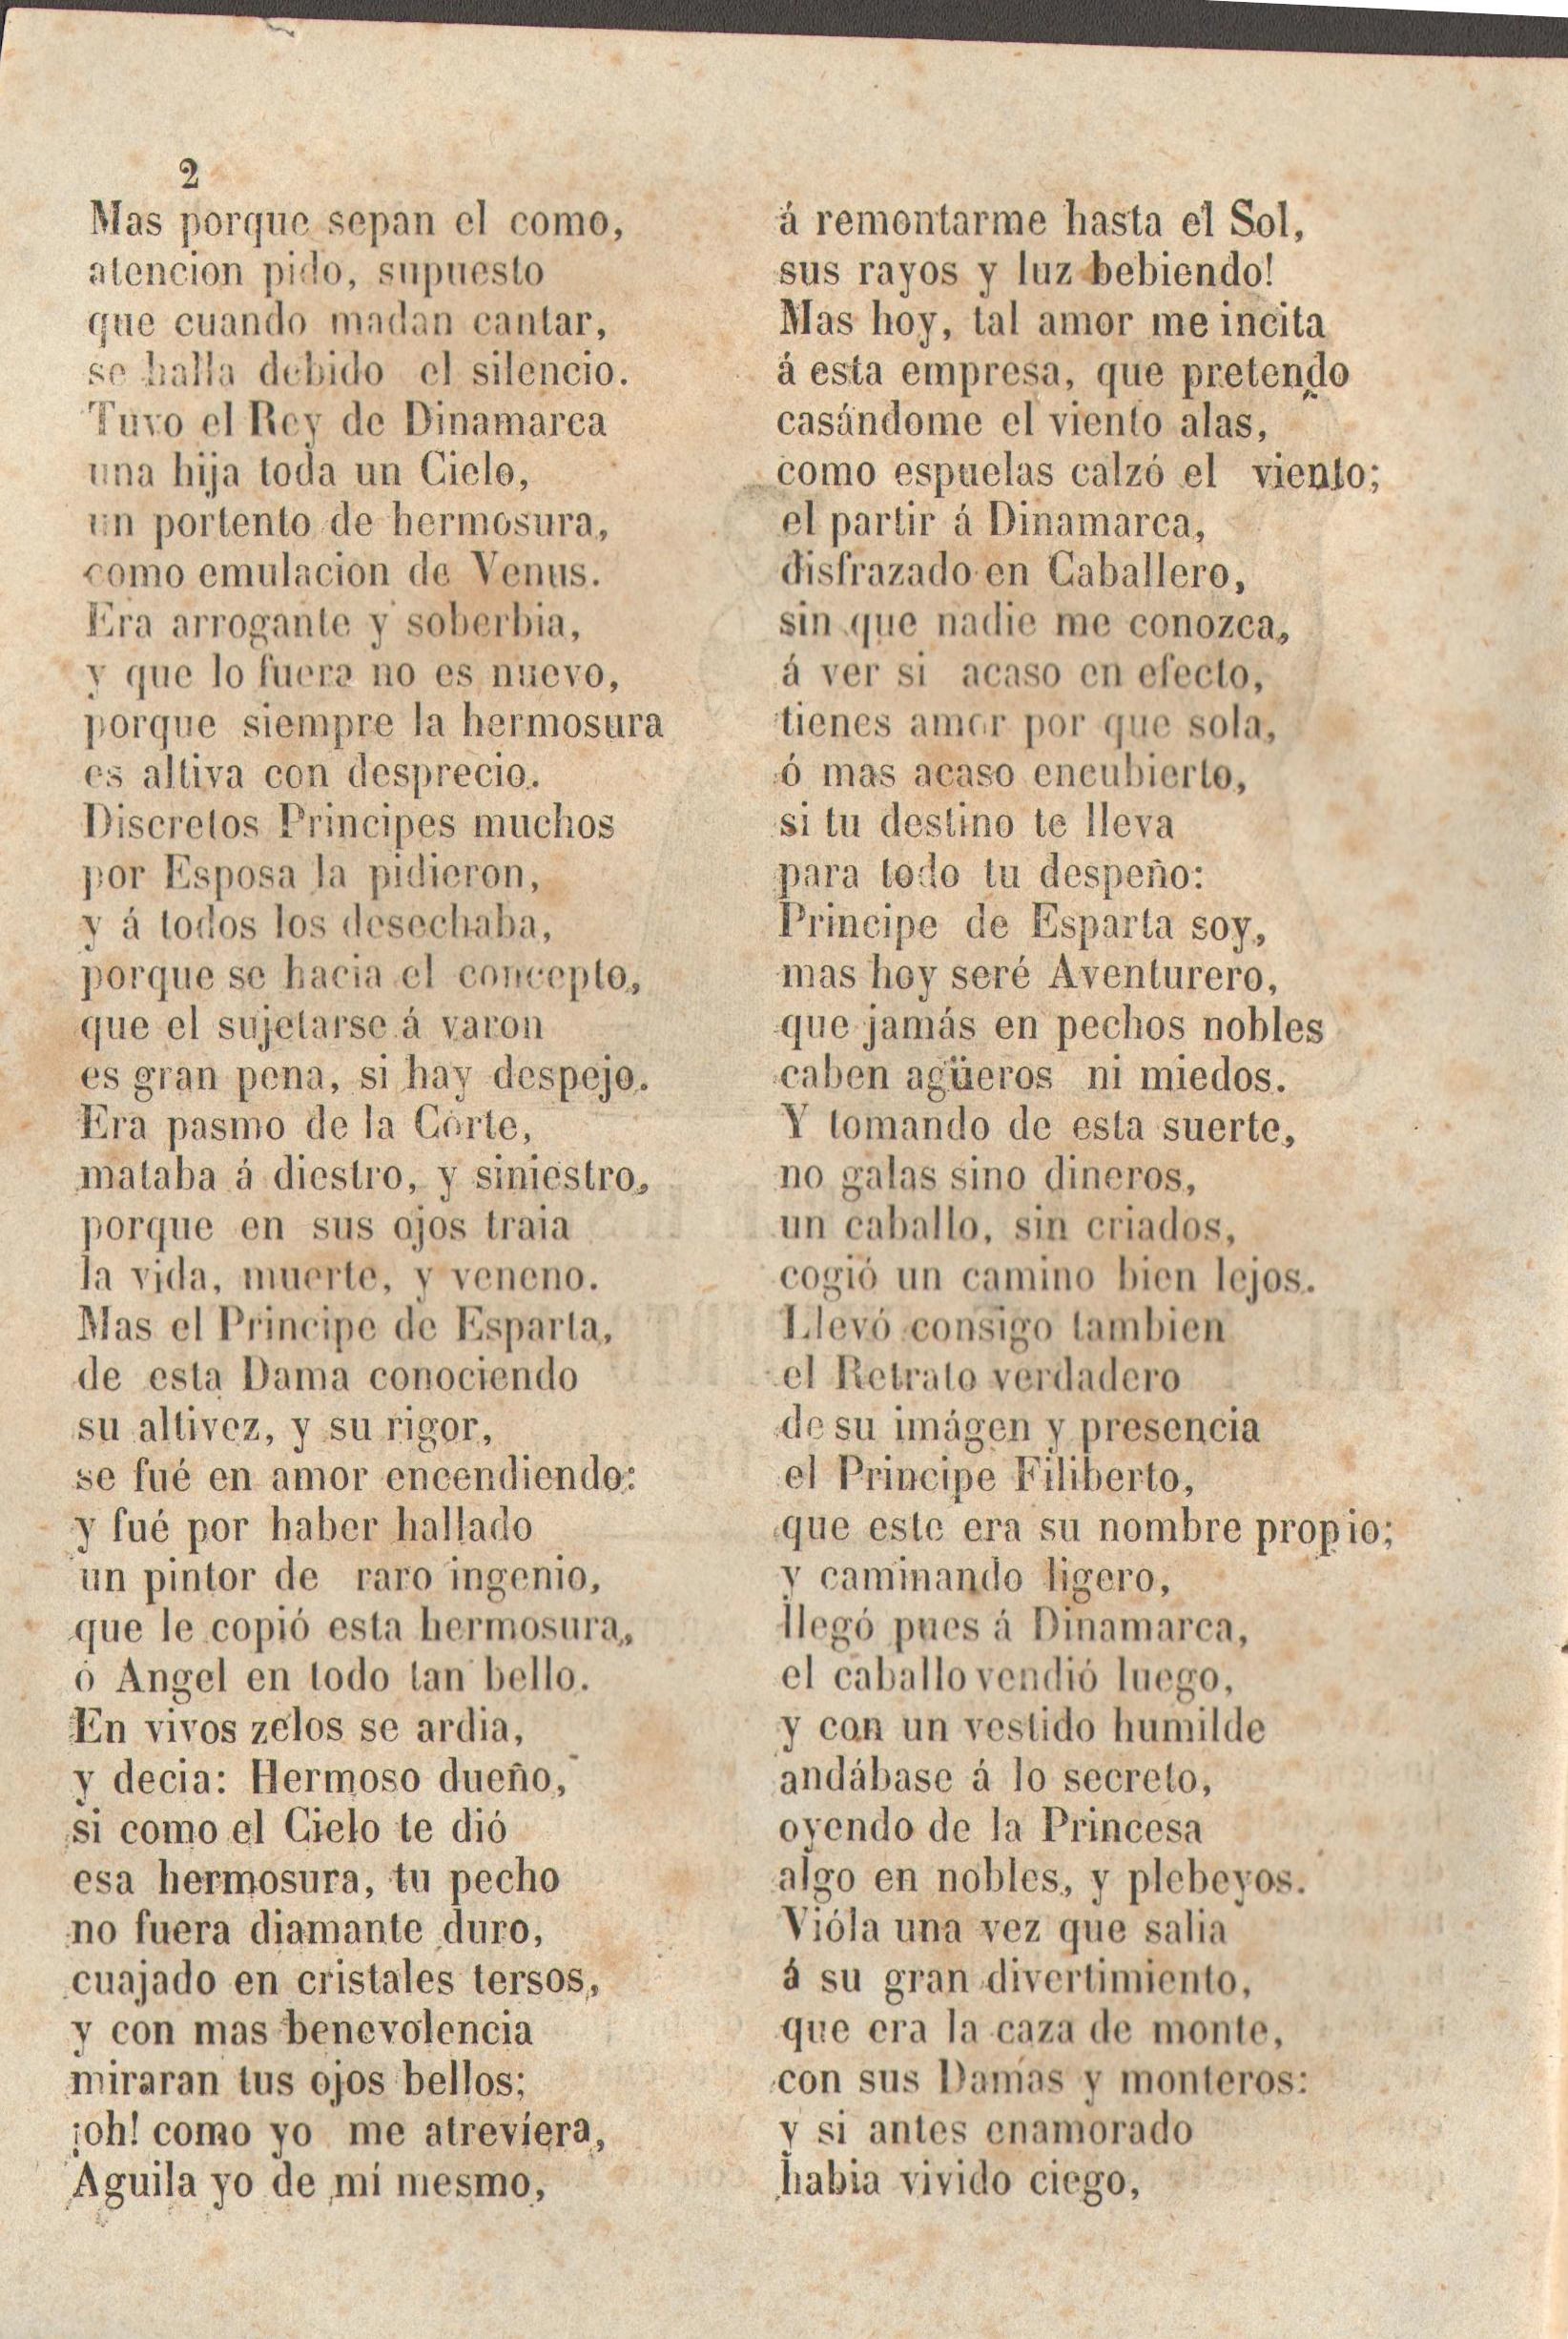 2
Mas porque sepan el como,
atencion pido, supuesto
que cuando madan cantar,
se halla debido el silencio.
Tuvo el Rey de Dinamarca
una hija toda un Cielo,
un portento de hermosura,
como emulacion de Venus.
Era arrogante y soberbia,
y que lo fuera no es nuevo,
porque siempre la hermosura
es altiva con desprecio.
Discretos Principes muchos
por Esposa la pidieron,
y á todos los desechaba,
porque se hacia el concepto,
que el sujetarse á varon
es gran pena, si hay despejo.
Era pasmo de la Corte,
mataba á diestro, y siniestro,
porque en sus ojos traia
la vida, muerte, y veneno.
Mas el Principe de Esparta,
de esta Dama conociendo
su altivez, y su rigor,
se fué en amor encendiendo:
y fué por haber hallado
un pintor de raro ingenio,
que le copió esta hermosura,
ó Angel en todo tan bello.
En vivos zelos se ardia,
y decia: Hermoso dueño,
si como el Cielo te dió
esa hermosura, tu pecho
no fuera diamante duro,
cuajado en cristales tersos,
y con mas benevolencia
miraran tus ojos bellos;
¡oh! como yo me atreviera,
Aguila yo de mí mesmo,
á remontarme hasta el Sol,
sus rayos y luz bebiendo!
Mas hoy, tal amor me incita
á esta empresa, que pretendo
casándome el viento alas,
como espuelas calzó el viento;
el partir á Dinamarca,
disfrazado en Caballero,
sin que nadie me conozca,
á ver si acaso en efecto,
tienes amor por que sola,
ó mas acaso encubierto,
si tu destino te lleva
para todo tu despeño:
Principe de Esparta soy,
mas hoy seré Aventurero,
que jamás en pechos nobles
caben agüeros ni miedos.
Y tomando de esta suerte,
no galas sino dineros,
un caballo, sin criados,
cogió un camino bien lejos.
Llevó consigo tambien
el Retrato verdadero
de su imágen y presencia
el Principe Filiberto,
que este era su nombre propio;
y caminando ligero,
llegó pues á Dinamarca,
el caballo vendió luego,
y con un vestido humilde
andábase á lo secreto,
oyendo de la Princesa
algo en nobles, y plebeyos.
Vióla una vez que salia
á su gran divertimiento,
que era la caza de monte,
con sus Damas y monteros:
y si antes enamorado
habia vivido ciego,